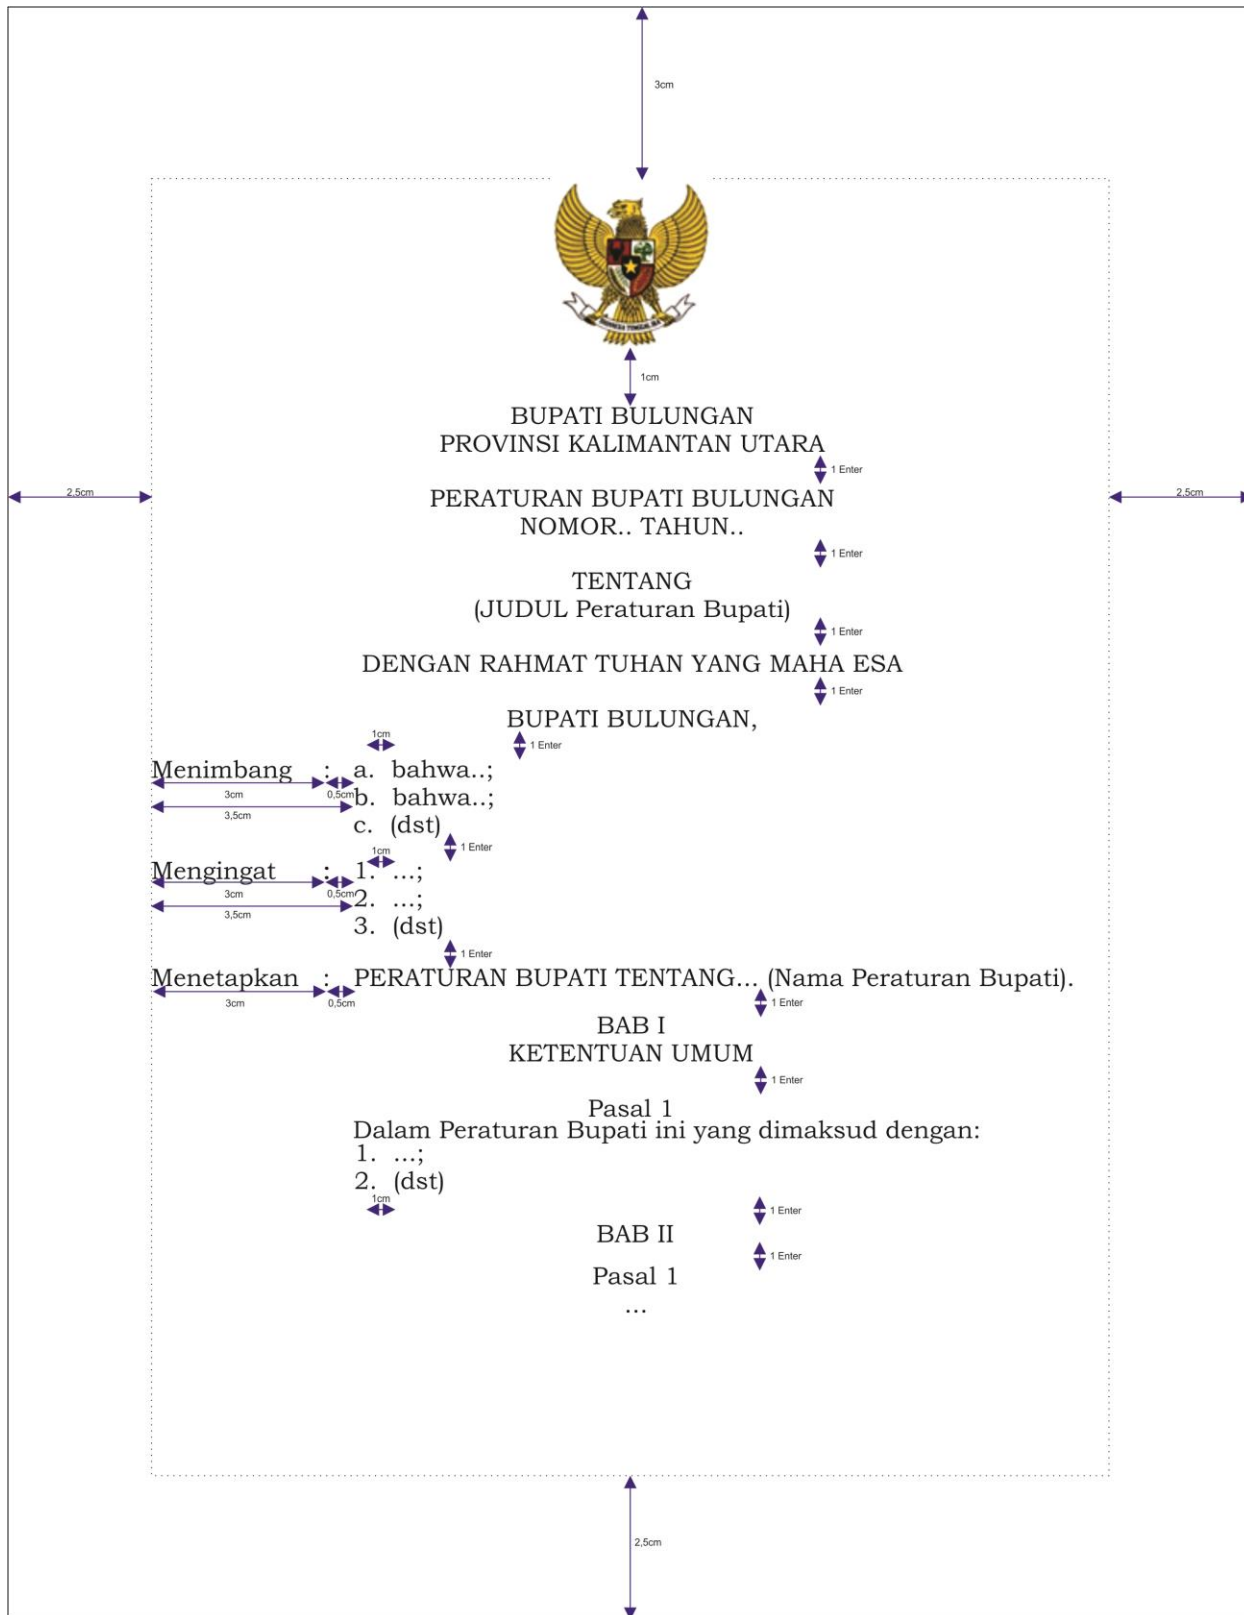 3cm
1cm
BUPATI BULUNGAN
PROVINSI KALIMANTAN UTARA
1 Enter
2,5cm
2,5cm
PERATURAN BUPATI BULUNGAN
NOMOR.. TAHUN..
1 Enter
TENTANG
(JUDUL Peraturan Bupati)
1 Enter
DENGAN RAHMAT TUHAN YANG MAHA ESA
1 Enter
BUPATI BULUNGAN,
1cm
1 Enter
Menimbang : a. bahwa..;
3cm 0,5cm
b. bahwa..;
3,5cm
c. (dst)
1 Enter
1cm
Mengingat : 1. ...;
3cm 0,5cm
2. ...;
3,5cm
3. (dst)
1 Enter
Menetapkan : PERATURAN BUPATI TENTANG... (Nama Peraturan Bupati).
3cm 0,5cm
1 Enter
BAB I
KETENTUAN UMUM
1 Enter
Pasal 1
Dalam Peraturan Bupati ini yang dimaksud dengan:
1. ...;
2. (dst)
1cm
1 Enter
BAB II
1 Enter
Pasal 1
...
2,5cm